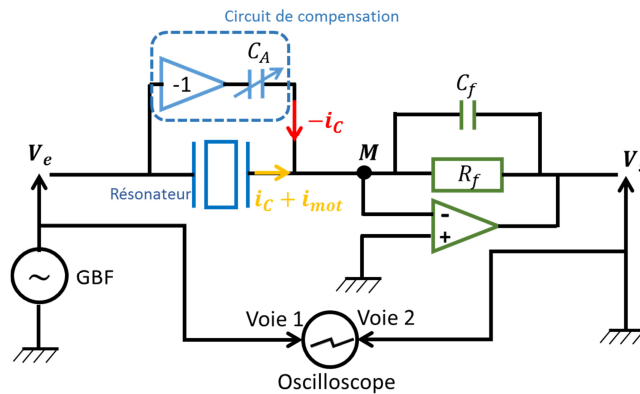 Circuit de compensation
C_A
-1
-i_C
C_f
V_e
M
R_f
Résonateur
i_C + i_mot
-
+
GBF
~
Voie 1
Voie 2
Oscilloscope